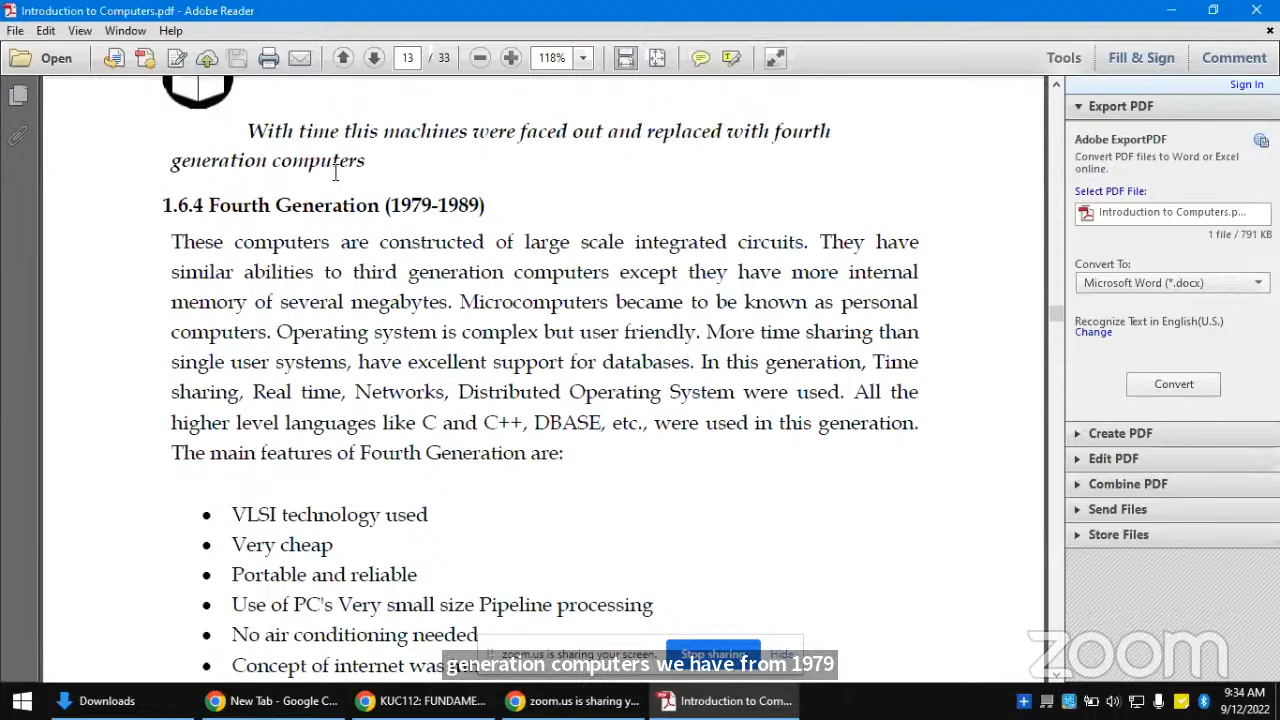 Introduction to Computers.pdf - Adobe Reader
File Edit View Window Help
Open 13 / 33 118% Tools Fill & Sign Comment
Sign In
With time this machines were faced out and replaced with fourth
generation computers
1.6.4 Fourth Generation (1979-1989)
These computers are constructed of large scale integrated circuits. They have
similar abilities to third generation computers except they have more internal
memory of several megabytes. Microcomputers became to be known as personal
computers. Operating system is complex but user friendly. More time sharing than
single user systems, have excellent support for databases. In this generation, Time
sharing, Real time, Networks, Distributed Operating System were used. All the
higher level languages like C and C++, DBASE, etc., were used in this generation.
The main features of Fourth Generation are:
• VLSI technology used
• Very cheap
• Portable and reliable
• Use of PC's Very small size Pipeline processing
• No air conditioning needed
• Concept of internet was
Export PDF
Adobe ExportPDF
Convert PDF files to Word or Excel
online.
Select PDF File:
Introduction to Computers.p...
1 file / 791 KB
Convert To:
Microsoft Word (*.docx)
Recognize Text in English(U.S.)
Change
Convert
Create PDF
Edit PDF
Combine PDF
Send Files
Store Files
zoom.us is sharing your screen. Stop sharing Hide
generation computers we have from 1979
zoom
Downloads
New Tab - Google C...
KUC112: FUNDAME...
zoom.us is sharing y...
Introduction to Com...
9:34 AM
9/12/2022